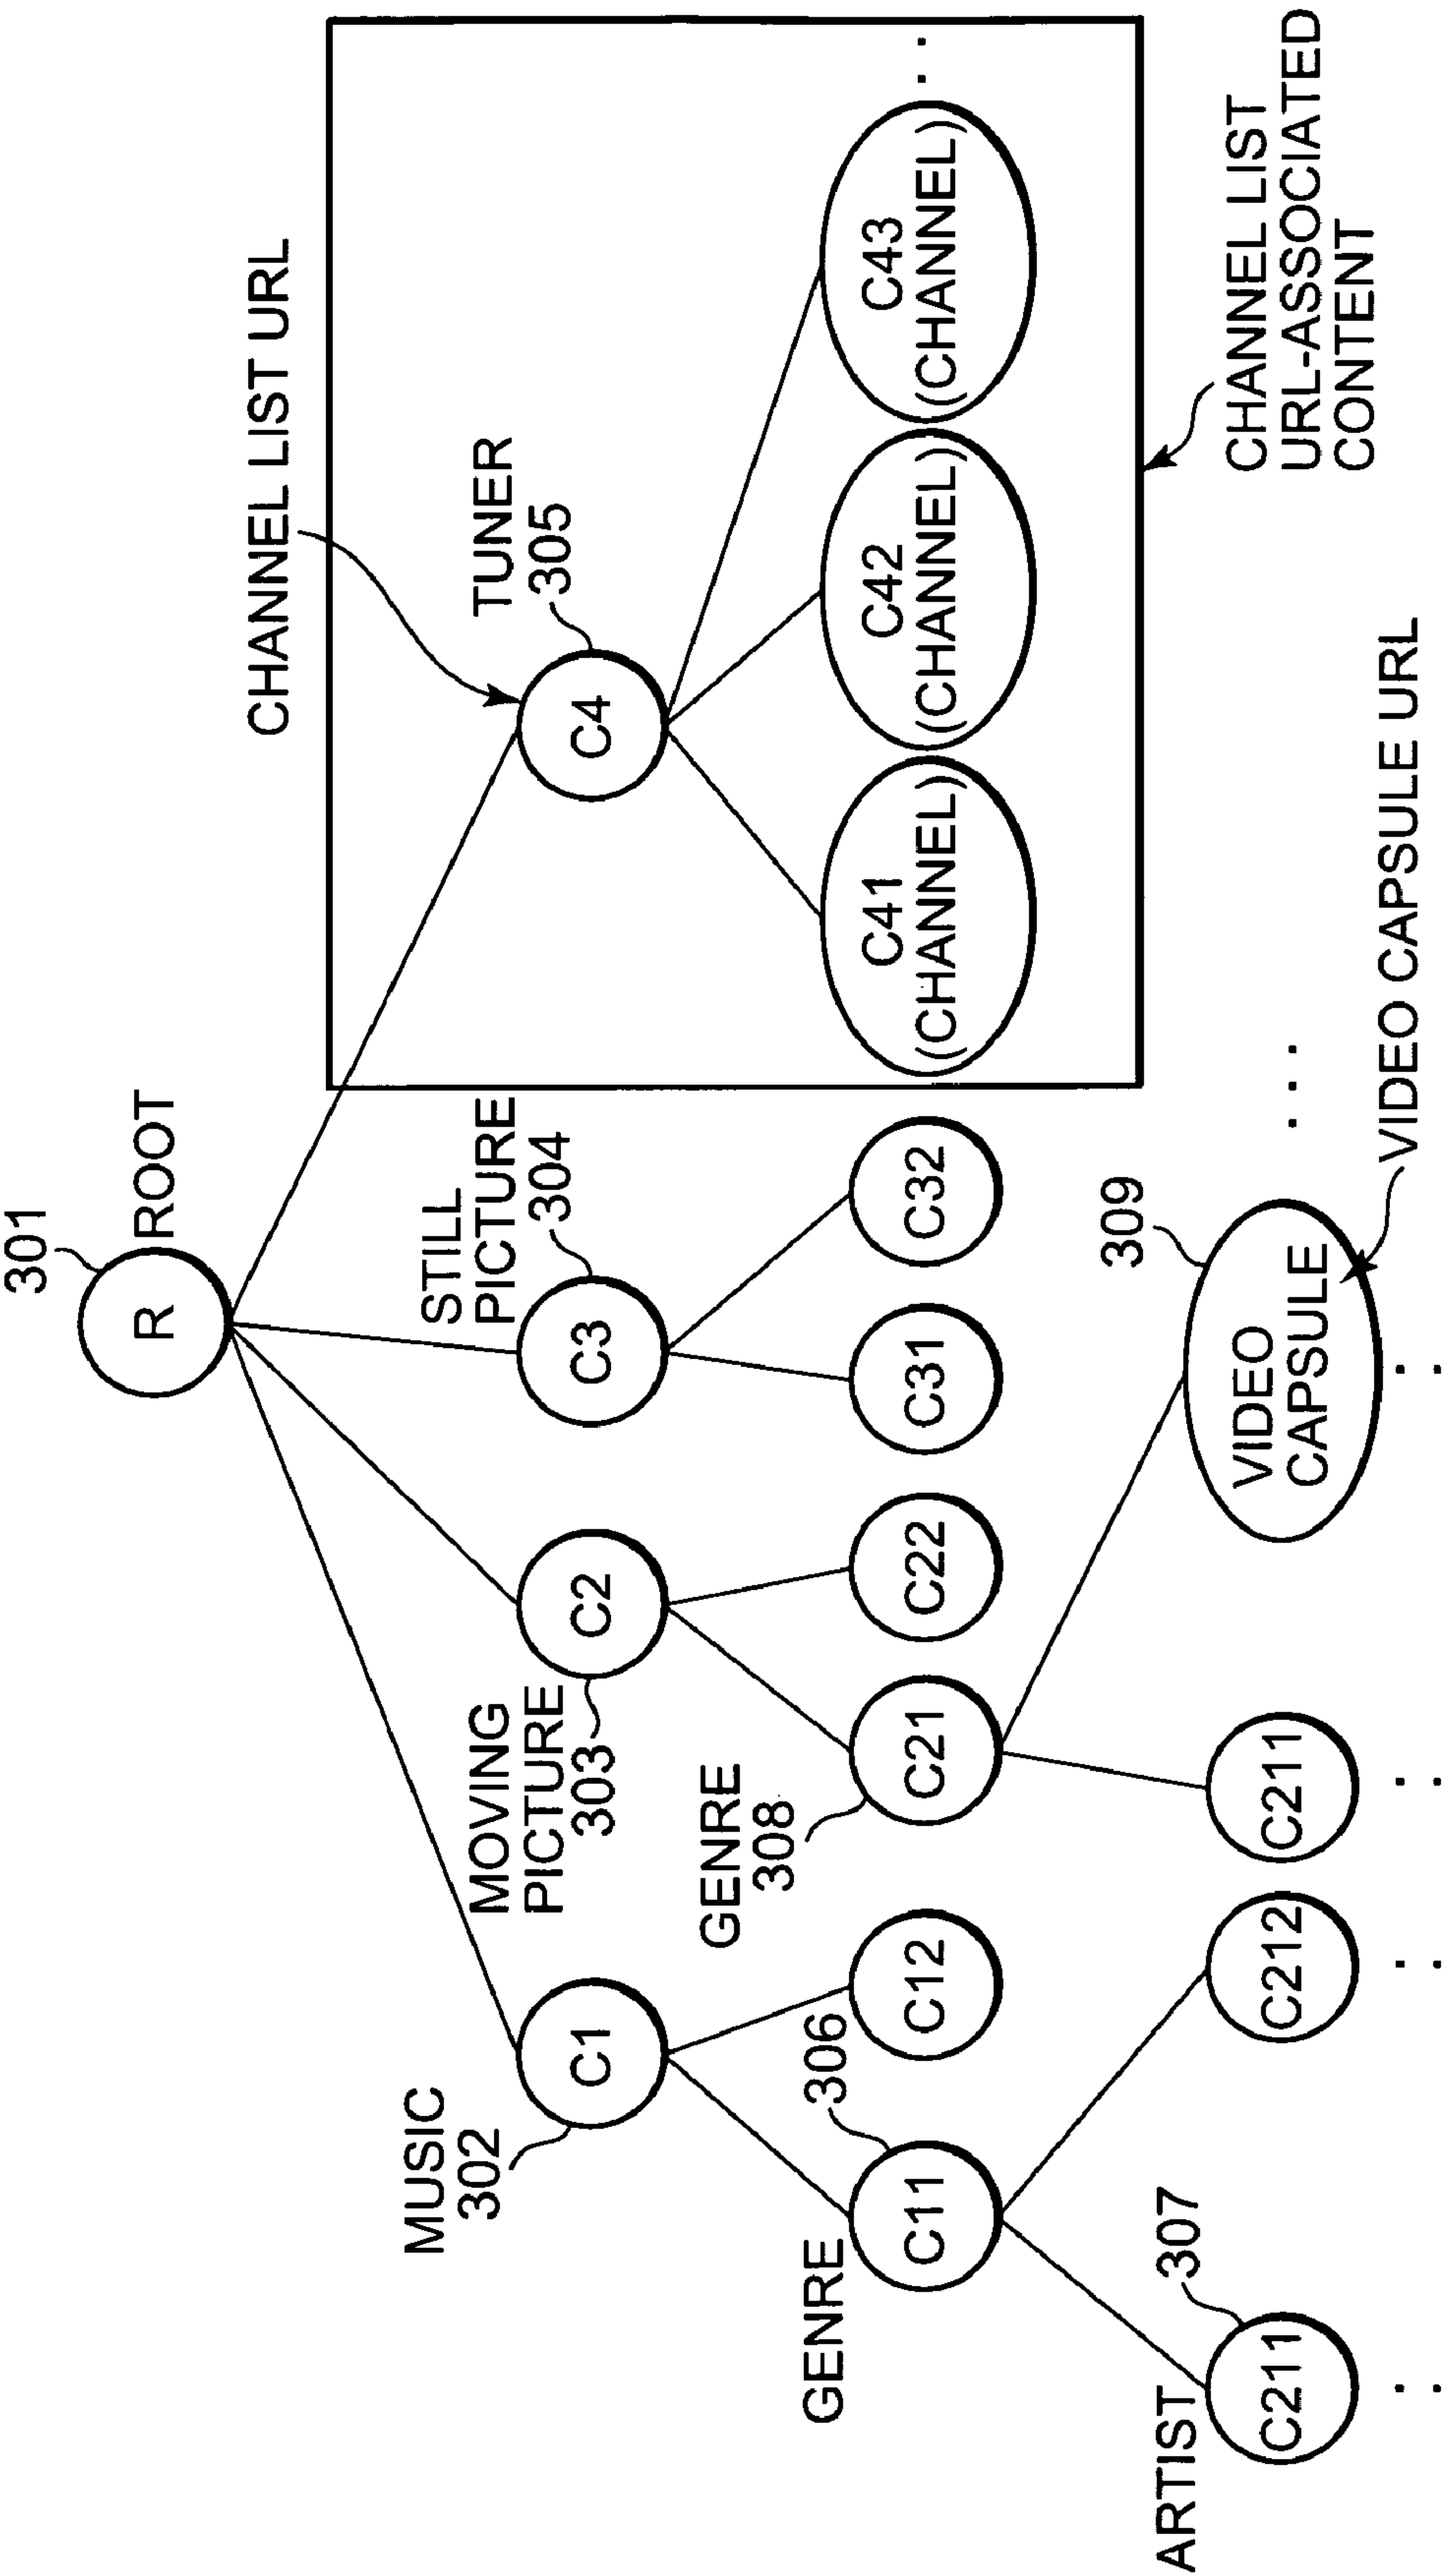 301
R
ROOT
CHANNEL LIST URL
MUSIC
302
C1
MOVING
PICTURE
303
C2
STILL
PICTURE
304
C3
TUNER
305
C4
GENRE
306
C11
C12
GENRE
308
C21
C22
C31
C32
C41
(CHANNEL)
C42
(CHANNEL)
C43
(CHANNEL)
. .
ARTIST
307
C211
C212
C211
309
VIDEO
CAPSULE
. . .
CHANNEL LIST
URL-ASSOCIATED
CONTENT
VIDEO CAPSULE URL